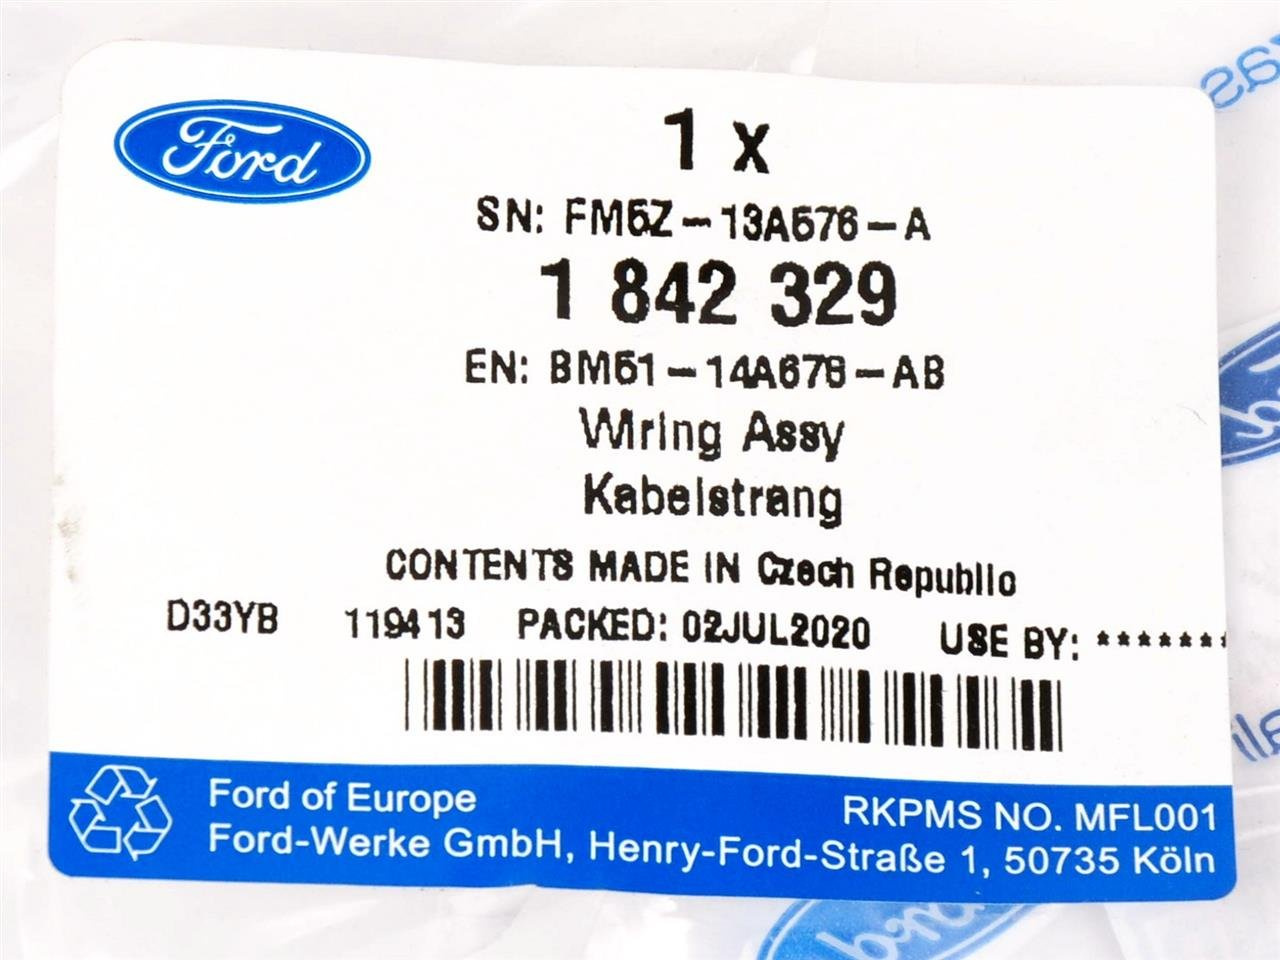 Ford
1 x
SN: FM5Z-13A576-A
1 842 329
EN: BM51-14A678-AB
Wiring Assy
Kabelstrang
CONTENTS MADE IN Czech Republic
D33YB 119413 PACKED: 02JUL2020 USE BY: *******
Ford of Europe
RKPMS NO. MFL001
Ford-Werke GmbH, Henry-Ford-Straße 1, 50735 Köln